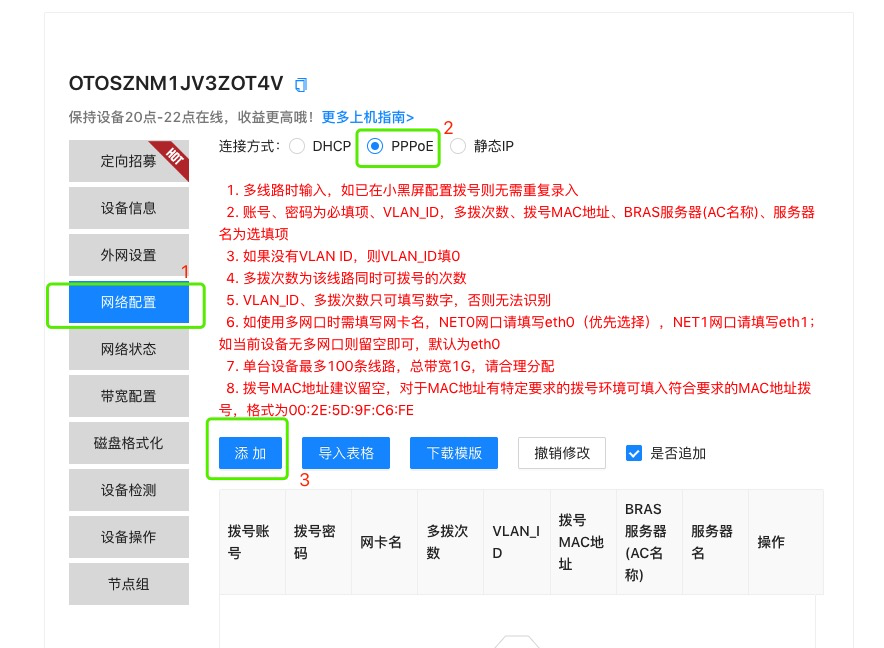 OTOSZNM1JV3ZOT4V
保持设备20点-22点在线，收益更高哦！更多上机指南>
定向招募
HOT
设备信息
外网设置
1
网络配置
网络状态
带宽配置
磁盘格式化
设备检测
设备操作
节点组
连接方式： DHCP PPPoE 静态IP
2
1. 多线路时输入，如已在小黑屏配置拨号则无需重复录入
2. 账号、密码为必填项、VLAN_ID，多拨次数、拨号MAC地址、BRAS服务器(AC名称)、服务器
名为选填项
3. 如果没有VLAN ID，则VLAN_ID填0
4. 多拨次数为该线路同时可拨号的次数
5. VLAN_ID、多拨次数只可填写数字，否则无法识别
6. 如使用多网口时需填写网卡名，NET0网口请填写eth0（优先选择），NET1网口请填写eth1；
如当前设备无多网口则留空即可，默认为eth0
7. 单台设备最多100条线路，总带宽1G，请合理分配
8. 拨号MAC地址建议留空，对于MAC地址有特定要求的拨号环境可填入符合要求的MAC地址拨
号，格式为00:2E:5D:9F:C6:FE
添 加 导入表格 下载模版 撤销修改 是否追加
3
拨号账
号
拨号密
码
网卡名
多拨次
数
VLAN_I
D
拨号
MAC地
址
BRAS
服务器
(AC名
称)
服务器
名
操作